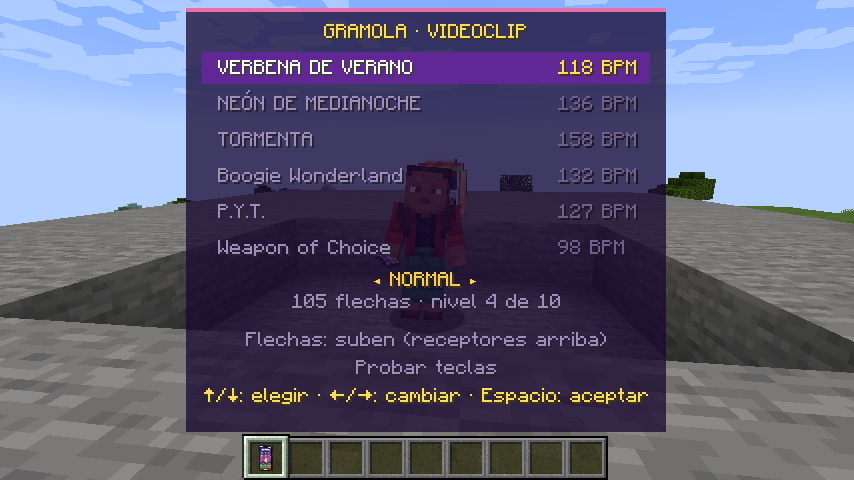 GRAMOLA · VIDEOCLIP
VERBENA DE VERANO 118 BPM
NEÓN DE MEDIANOCHE 136 BPM
TORMENTA 158 BPM
Boogie Wonderland 132 BPM
P.Y.T. 127 BPM
Weapon of Choice 98 BPM
◂ NORMAL ▸
105 flechas · nivel 4 de 10
Flechas: suben (receptores arriba)
Probar teclas
↑/↓: elegir · ←/→: cambiar · Espacio: aceptar